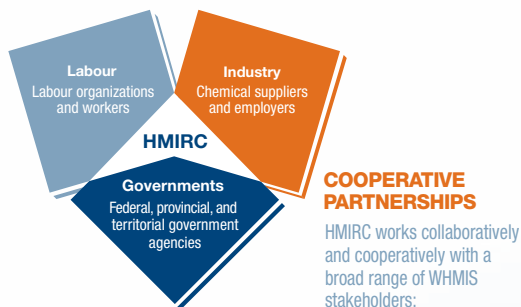 Labour
Labour organizations
and workers
Industry
Chemical suppliers
and employers
HMIRC
Governments
Federal, provincial, and
territorial government
agencies
COOPERATIVE
PARTNERSHIPS
HMIRC works collaboratively
and cooperatively with a
broad range of WHMIS
stakeholders: